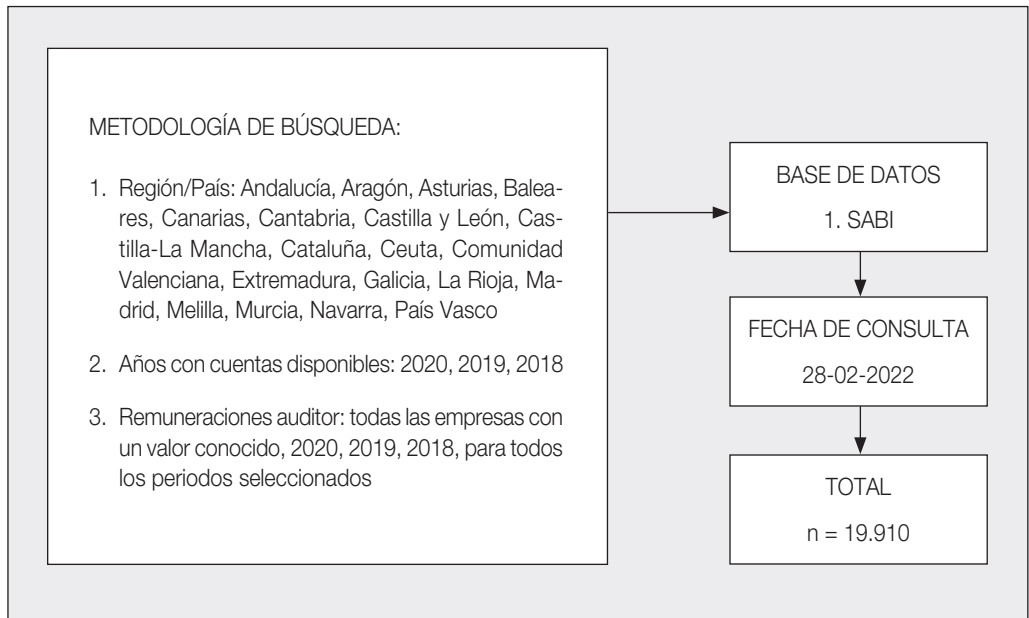 METODOLOGÍA DE BÚSQUEDA:
1. Región/País: Andalucía, Aragón, Asturias, Balea-
res, Canarias, Cantabria, Castilla y León, Cas-
tilla-La Mancha, Cataluña, Ceuta, Comunidad
Valenciana, Extremadura, Galicia, La Rioja, Ma-
drid, Melilla, Murcia, Navarra, País Vasco
2. Años con cuentas disponibles: 2020, 2019, 2018
3. Remuneraciones auditor: todas las empresas con
un valor conocido, 2020, 2019, 2018, para todos
los periodos seleccionados
BASE DE DATOS
1. SABI
FECHA DE CONSULTA
28-02-2022
TOTAL
n = 19.910